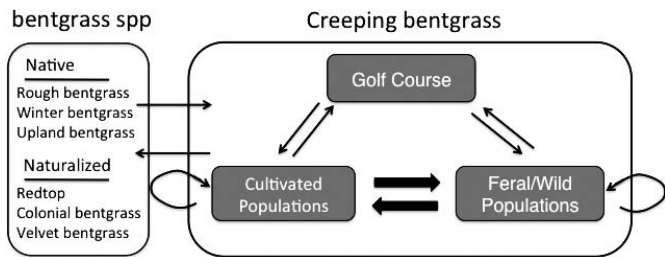 bentgrass spp
Creeping bentgrass
Native
Rough bentgrass
Winter bentgrass
Upland bentgrass
Naturalized
Redtop
Colonial bentgrass
Velvet bentgrass
Golf Course
Cultivated
Populations
Feral/Wild
Populations